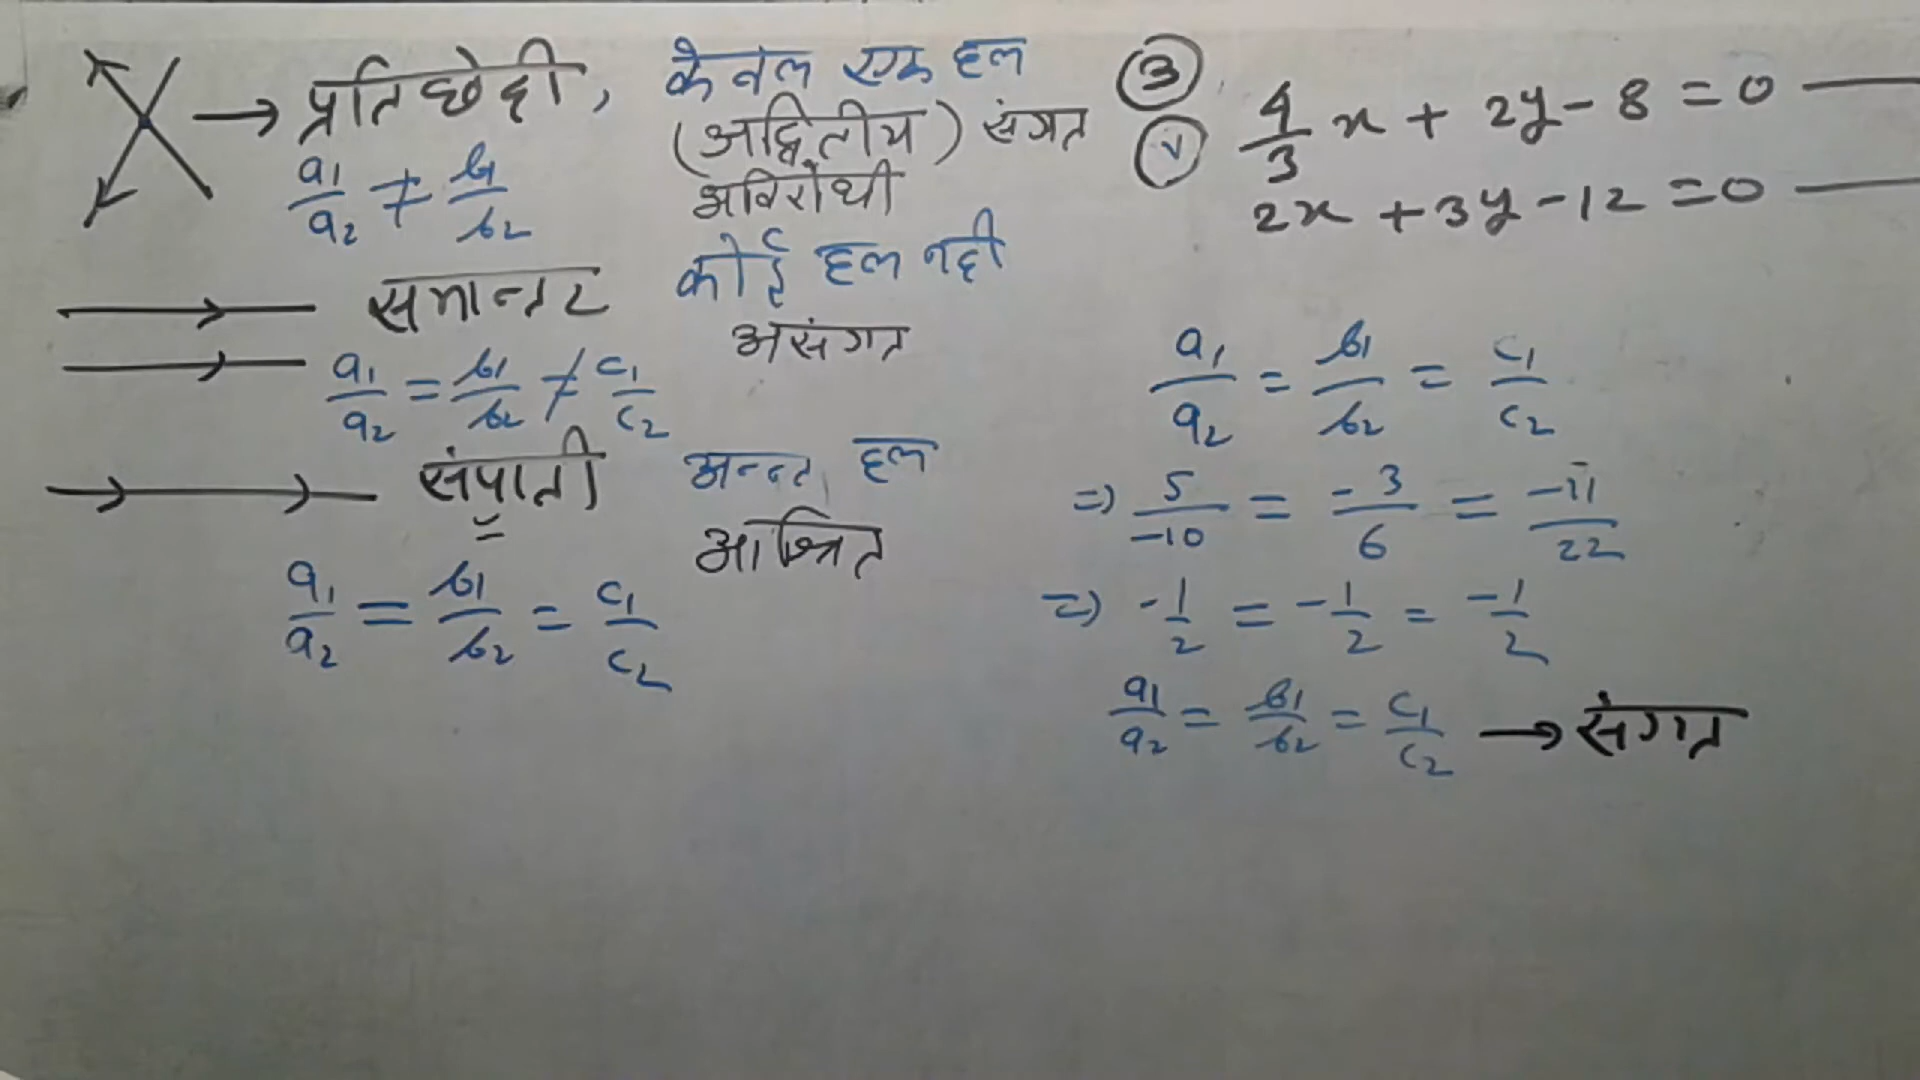 → प्रतिछेदी, केवल एक हल
(अद्वितीय) संगत
a₁/a₂ ≠ b₁/b₂ अविरोधी
समान्तर कोई हल नही
असंगत
a₁/a₂ = b₁/b₂ ≠ c₁/c₂
संपाती अनन्त हल
आश्रित
a₁/a₂ = b₁/b₂ = c₁/c₂
③
Ⓥ 4/3 x + 2y - 8 = 0
2x + 3y - 12 = 0
a₁/a₂ = b₁/b₂ = c₁/c₂
⇒ 5/-10 = -3/6 = -11/22
⇒ -1/2 = -1/2 = -1/2
a₁/a₂ = b₁/b₂ = c₁/c₂ → संगत